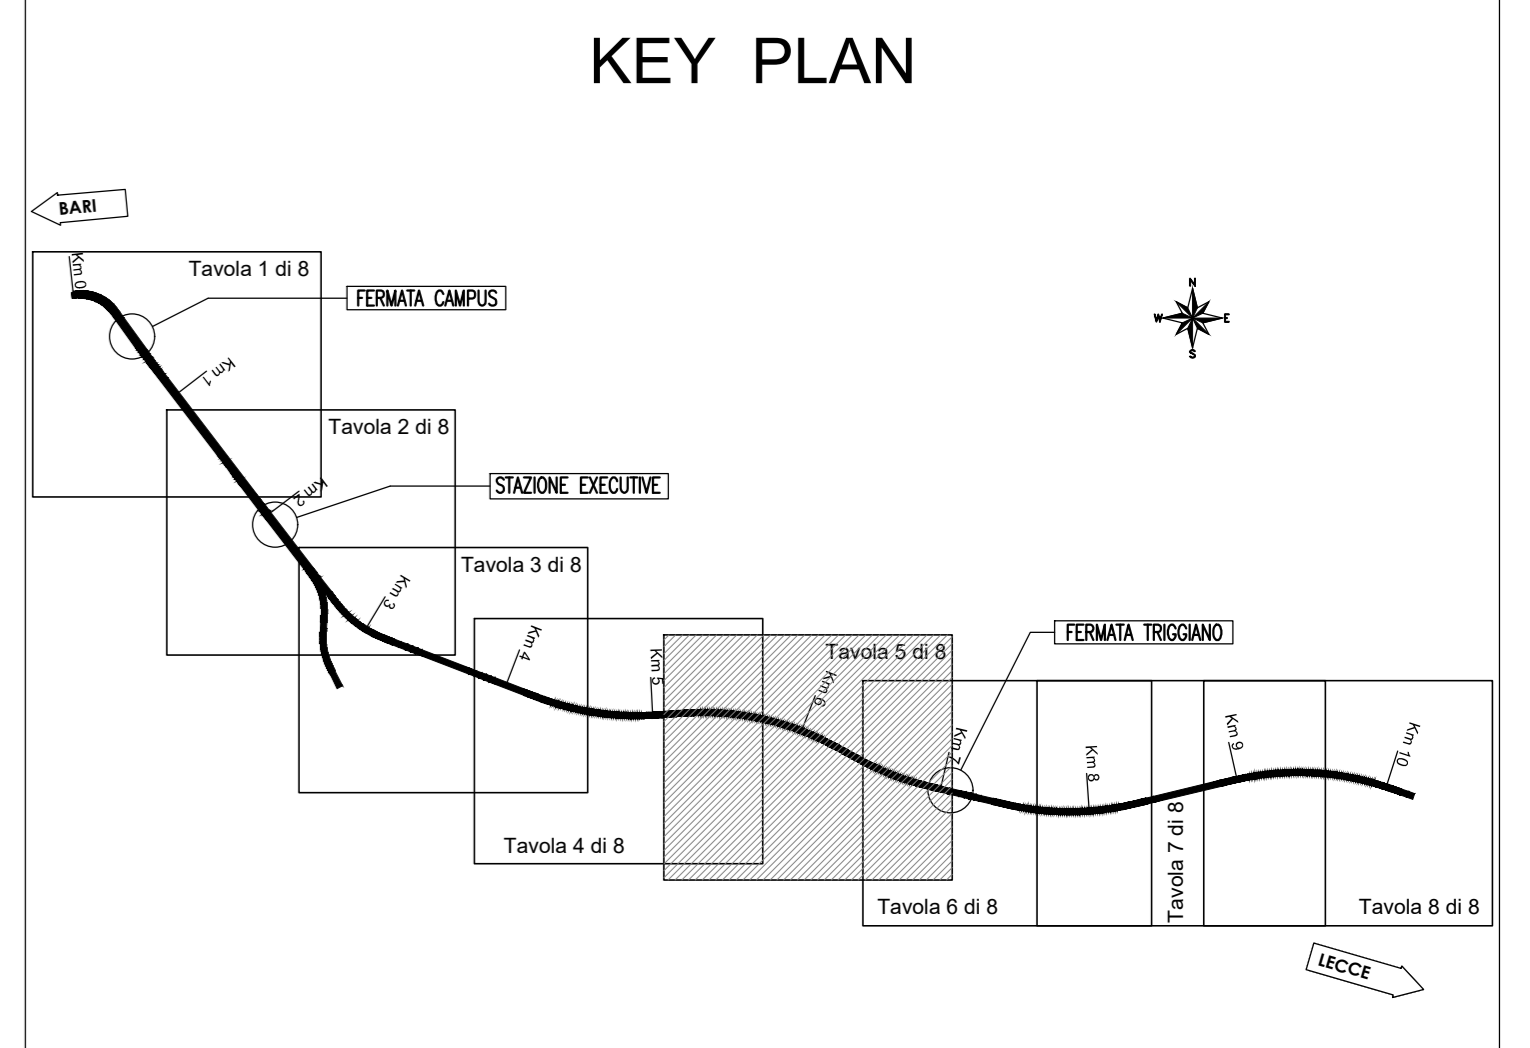 KEY PLAN
BARI
Km 0
Tavola 1 di 8
FERMATA CAMPUS
N
W
E
S
Km 1
Tavola 2 di 8
Km 2
STAZIONE EXECUTIVE
Tavola 3 di 8
Km 3
Km 4
Km 5
Tavola 5 di 8
FERMATA TRIGGIANO
Km 6
Km 7
Km 8
Km 9
Km 10
Tavola 4 di 8
Tavola 6 di 8
Tavola 7 di 8
Tavola 8 di 8
LECCE